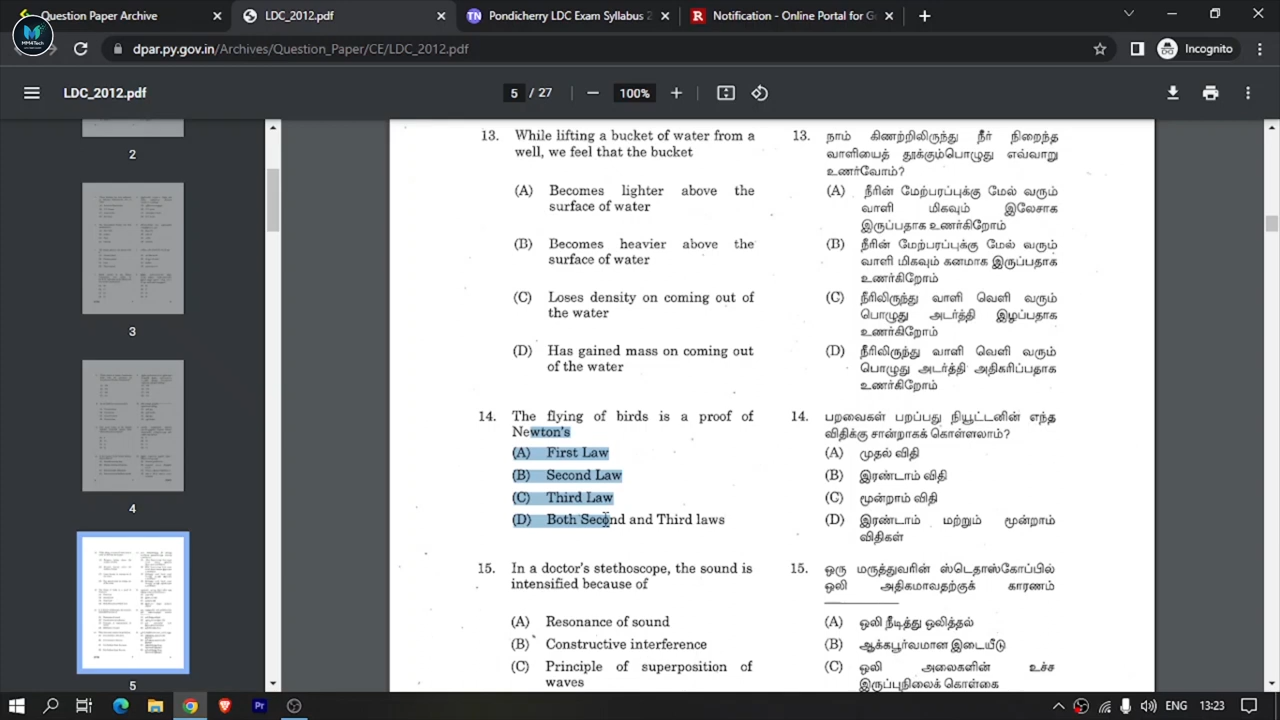 Question Paper Archive
LDC_2012.pdf
Pondicherry LDC Exam Syllabus 2
Notification - Online Portal for Go
MM4Tech
dpar.py.gov.in/Archives/Question_Paper/CE/LDC_2012.pdf
Incognito
LDC_2012.pdf
5 / 27
100%
2
3
4
5
13. While lifting a bucket of water from a
well, we feel that the bucket
(A) Becomes lighter above the
surface of water
(B) Becomes heavier above the
surface of water
(C) Loses density on coming out of
the water
(D) Has gained mass on coming out
of the water
14. The flying of birds is a proof of
Newton's
(A) First Law
(B) Second Law
(C) Third Law
(D) Both Second and Third laws
15. In a doctor's stethoscope, the sound is
intensified because of
(A) Resonance of sound
(B) Constructive interference
(C) Principle of superposition of
waves
13. நாம் கிணற்றிலிருந்து நீர் நிறைந்த
வாளியைத் தூக்கும்பொழுது எவ்வாறு
உணர்வோம்?
(A) நீரின் மேற்பரப்புக்கு மேல் வரும்
வாளி மிகவும் இலேசாக
இருப்பதாக உணர்கிறோம்
(B) நீரின் மேற்பரப்புக்கு மேல் வரும்
வாளி மிகவும் கனமாக இருப்பதாக
உணர்கிறோம்
(C) நீரிலிருந்து வாளி வெளி வரும்
பொழுது அடர்த்தி இழப்பதாக
உணர்கிறோம்
(D) நீரிலிருந்து வாளி வெளி வரும்
பொழுது அடர்த்தி அதிகரிப்பதாக
உணர்கிறோம்
14. பறவைகள் பறப்பது நியூட்டனின் எந்த
விதிக்கு சான்றாகக் கொள்ளலாம்?
(A) முதல் விதி
(B) இரண்டாம் விதி
(C) மூன்றாம் விதி
(D) இரண்டாம் மற்றும் மூன்றாம்
விதிகள்
15. ஒரு மருத்துவரின் ஸ்டெதாஸ்கோப்பில்
ஒலி அதிகமாவதற்குக் காரணம்
(A) ஒலி நீடித்து ஒலித்தல்
(B) ஆக்கபூர்வமான இடையீடு
(C) ஒலி அலைகளின் உச்ச
இருப்புநிலைக் கொள்கை
ENG
13:23